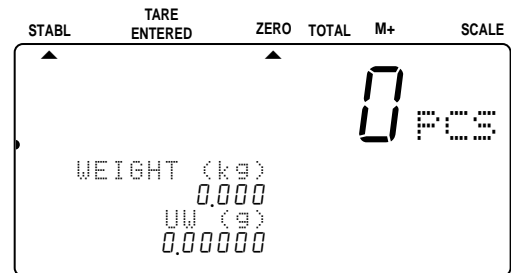 STABL TARE ENTERED ZERO TOTAL M+ SCALE
0 PCS
WEIGHT (kg)
0.000
UW (g)
0.00000